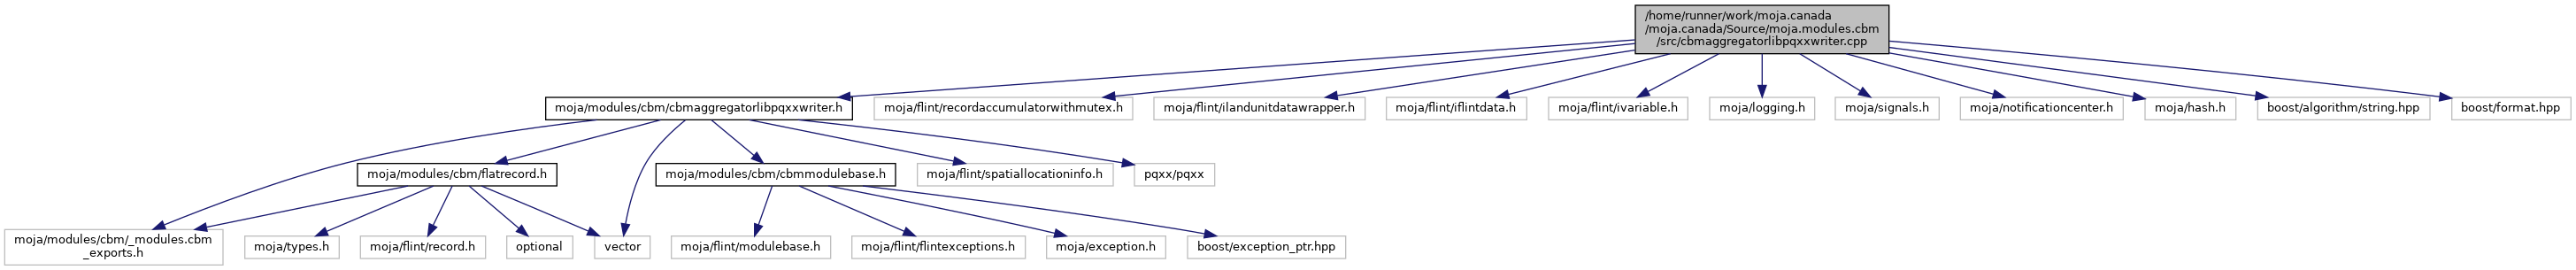 /home/runner/work/moja.canada
/moja.canada/Source/moja.modules.cbm
/src/cbmaggregatorlibpqxxwriter.cpp
moja/modules/cbm/cbmaggregatorlibpqxxwriter.h
moja/flint/recordaccumulatorwithmutex.h
moja/flint/ilandunitdatawrapper.h
moja/flint/iflintdata.h
moja/flint/ivariable.h
moja/logging.h
moja/signals.h
moja/notificationcenter.h
moja/hash.h
boost/algorithm/string.hpp
boost/format.hpp
moja/modules/cbm/flatrecord.h
moja/modules/cbm/cbmmodulebase.h
moja/flint/spatiallocationinfo.h
pqxx/pqxx
moja/modules/cbm/_modules.cbm
_exports.h
moja/types.h
moja/flint/record.h
optional
vector
moja/flint/modulebase.h
moja/flint/flintexceptions.h
moja/exception.h
boost/exception_ptr.hpp